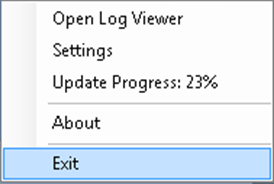 Open Log Viewer
Settings
Update Progress: 23%
About
Exit